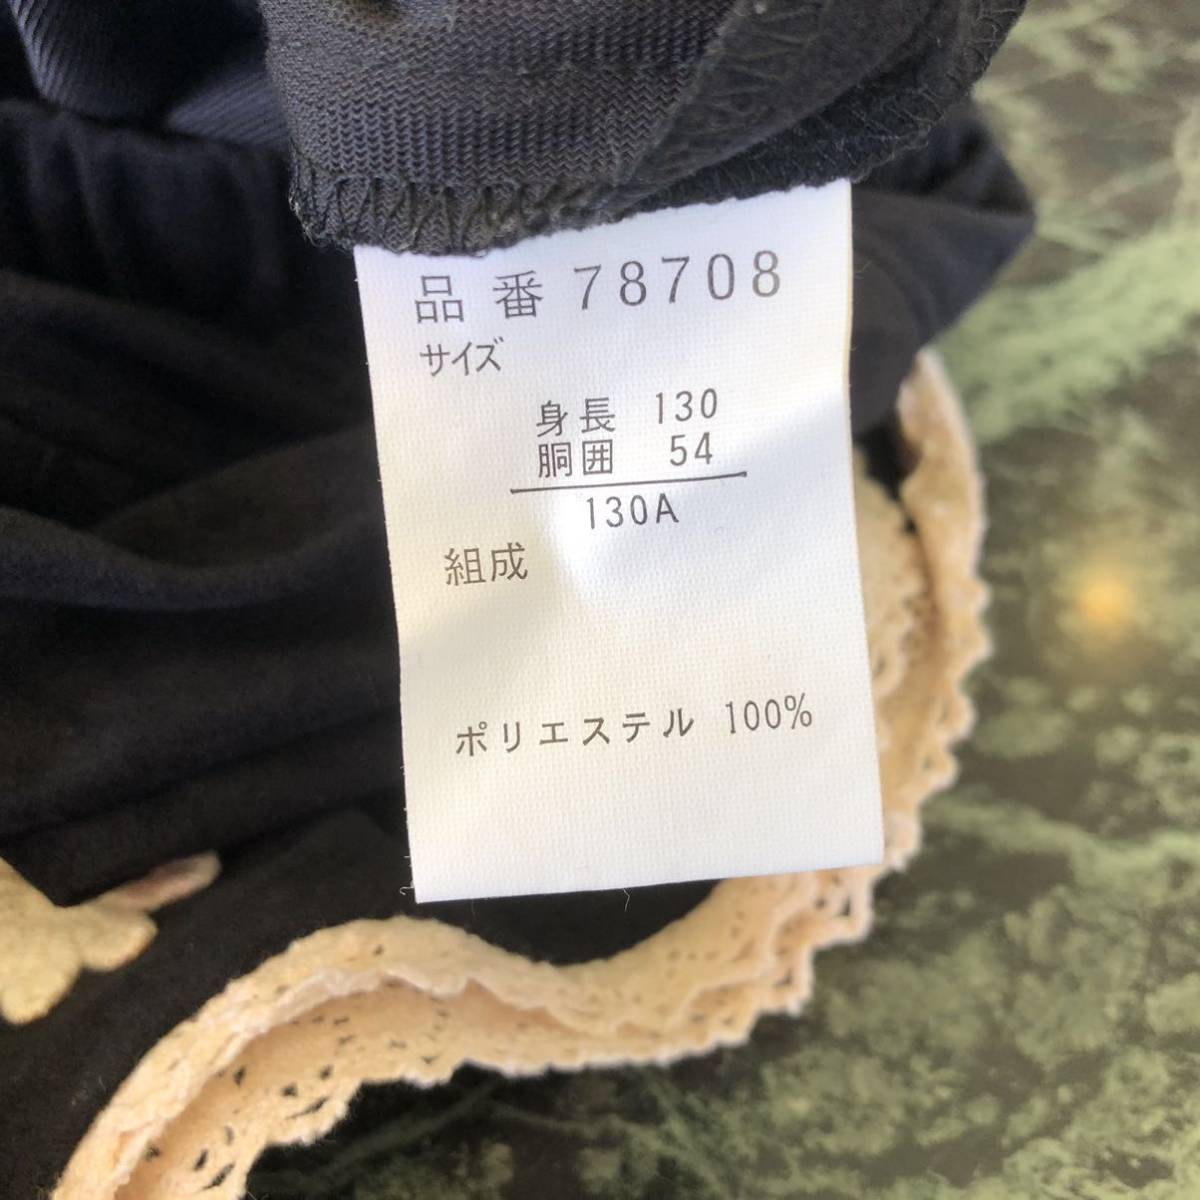 品番 78708
サイズ
身長 130
胴囲 54
130A
組成
ポリエステル 100%